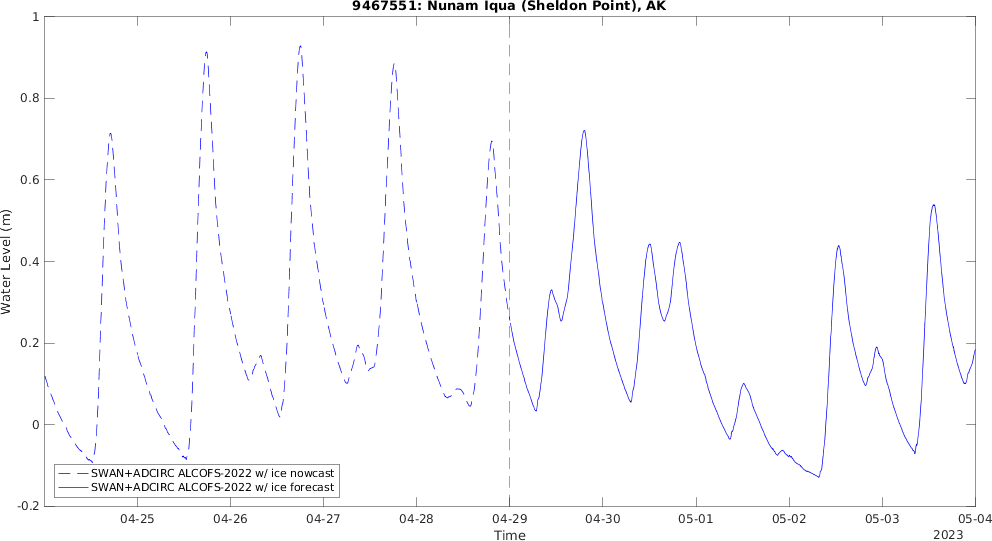 9467551: Nunam Iqua (Sheldon Point), AK
Water Level (m)
1
0.8
0.6
0.4
0.2
0
-0.2
SWAN+ADCIRC ALCOFS-2022 w/ ice nowcast
SWAN+ADCIRC ALCOFS-2022 w/ ice forecast
04-25 04-26 04-27 04-28 04-29 04-30 05-01 05-02 05-03 05-04
Time
2023